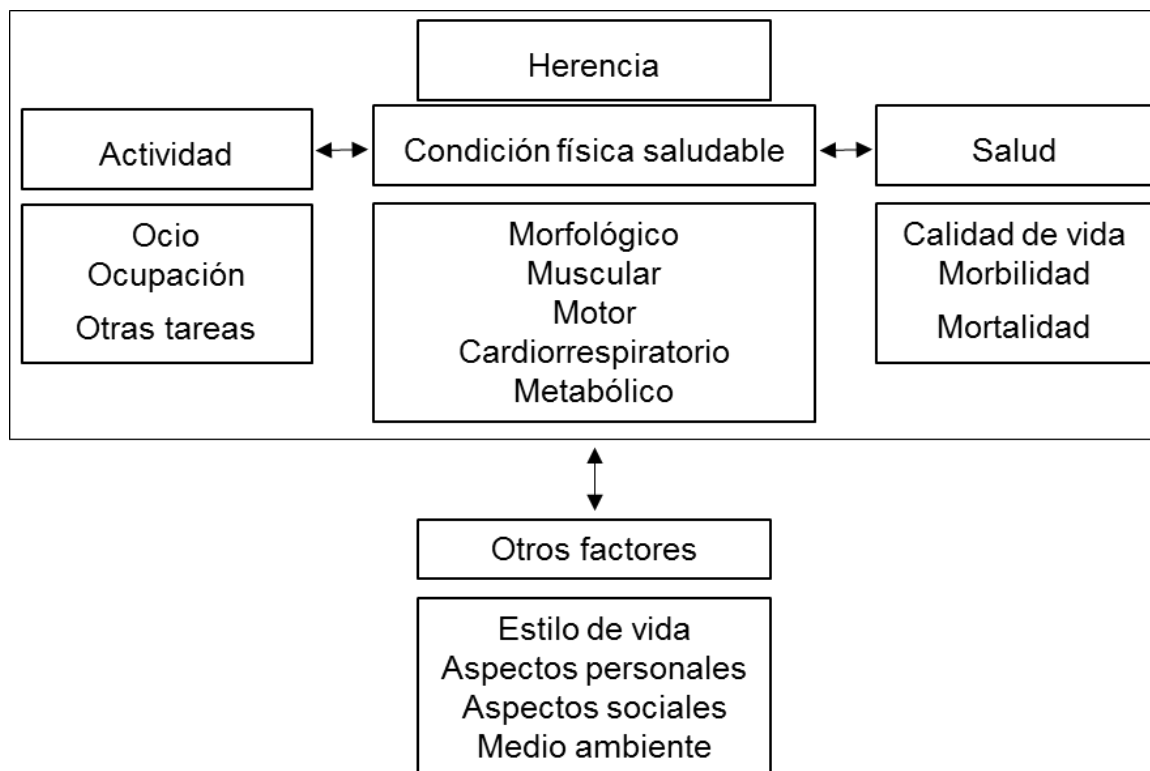 Herencia
Actividad
Condición física saludable
Salud
Ocio
Ocupación
Otras tareas
Morfológico
Muscular
Motor
Cardiorrespiratorio
Metabólico
Calidad de vida
Morbilidad
Mortalidad
Otros factores
Estilo de vida
Aspectos personales
Aspectos sociales
Medio ambiente